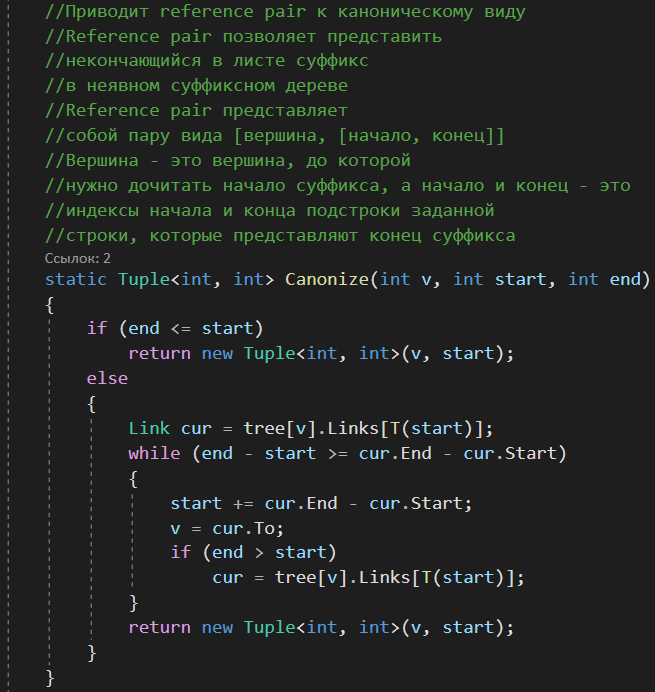 //Приводит reference pair к каноническому виду
//Reference pair позволяет представить
//некончающийся в листе суффикс
//в неявном суффиксном дереве
//Reference pair представляет
//собой пару вида [вершина, [начало, конец]]
//Вершина - это вершина, до которой
//нужно дочитать начало суффикса, а начало и конец - это
//индексы начала и конца подстроки заданной
//строки, которые представляют конец суффикса
Ссылок: 2
static Tuple<int, int> Canonize(int v, int start, int end)
{
    if (end <= start)
        return new Tuple<int, int>(v, start);
    else
    {
        Link cur = tree[v].Links[T(start)];
        while (end - start >= cur.End - cur.Start)
        {
            start += cur.End - cur.Start;
            v = cur.To;
            if (end > start)
                cur = tree[v].Links[T(start)];
        }
        return new Tuple<int, int>(v, start);
    }
}